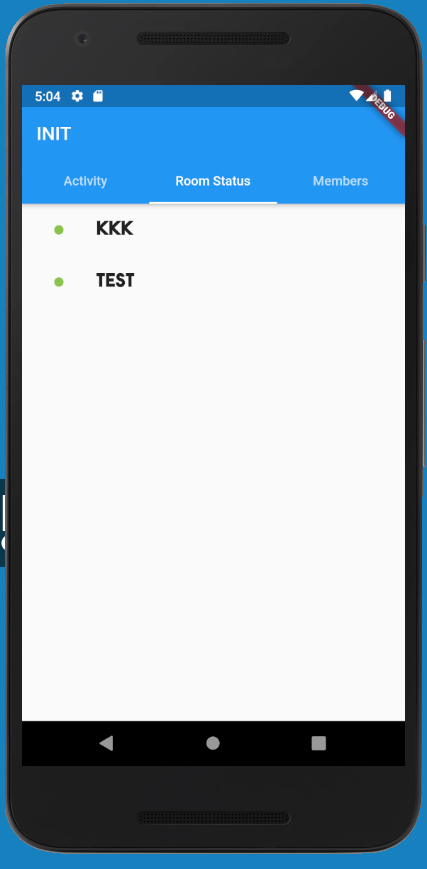 5:04
DEBUG
INIT
Activity Room Status Members
KKK
TEST